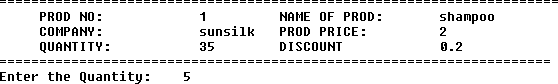 ==============================================================
PROD NO: 1 NAME OF PROD: shampoo
COMPANY: sunsilk PROD PRICE: 2
QUANTITY: 35 DISCOUNT 0.2
==============================================================
Enter the Quantity: 5